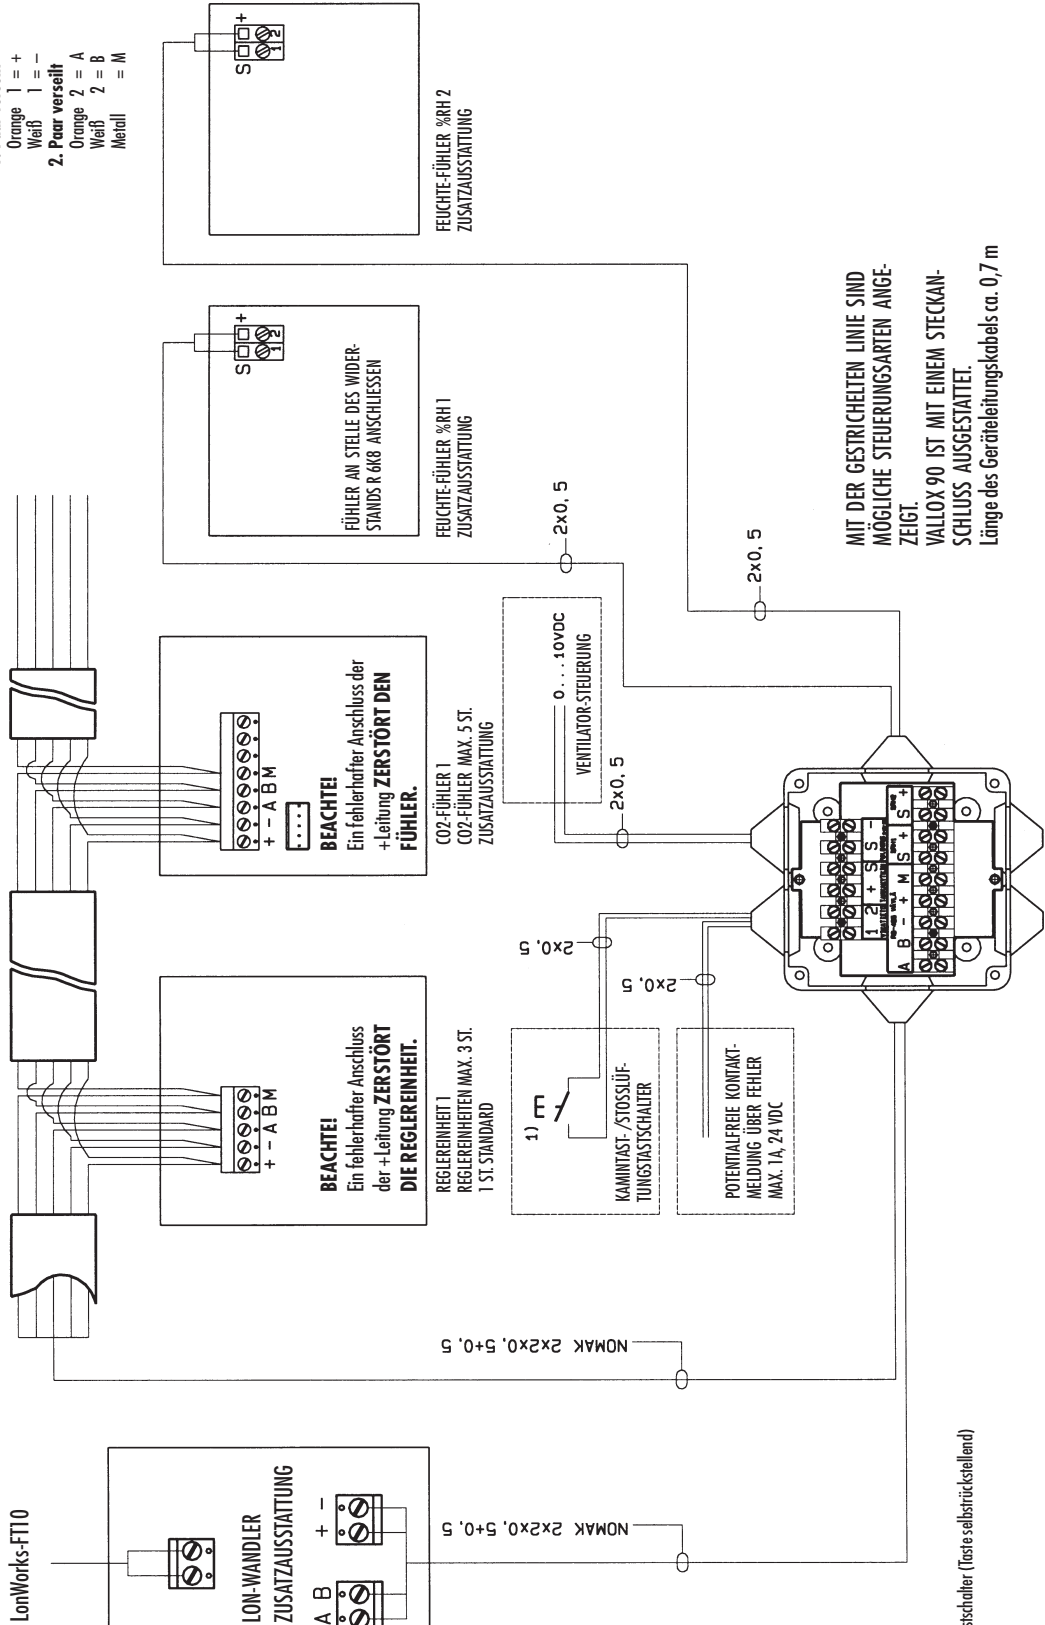 Orange 1 = +
Weiß 1 = −
2. Paar verseilt
Orange 2 = A
Weiß 2 = B
Metall = M
S +
1 2
FEUCHTE-FÜHLER %RH 2
ZUSATZAUSSTATTUNG
S +
1 2
FÜHLER AN STELLE DES WIDER-
STANDS R 6K8 ANSCHLIESSEN
FEUCHTE-FÜHLER %RH 1
ZUSATZAUSSTATTUNG
2x0,5
2x0,5
+ - A B M
BEACHTE!
Ein fehlerhafter Anschluss der
+Leitung ZERSTÖRT DEN
FÜHLER.
CO2-FÜHLER 1
CO2-FÜHLER MAX. 5 ST.
ZUSATZAUSSTATTUNG
0...10VDC
VENTILATOR-STEUERUNG
2x0,5
+ - A B M
BEACHTE!
Ein fehlerhafter Anschluss
der +Leitung ZERSTÖRT
DIE REGLEREINHEIT.
REGLEREINHEIT 1
REGLEREINHEITEN MAX. 3 ST.
1 ST. STANDARD
1)
E
KAMINTAST- /STOSSLÜF-
TUNGSTASTSCHALTER
2x0,5
POTENTIALFREIE KONTAKT-
MELDUNG ÜBER FEHLER
MAX. 1A, 24 VDC
2x0,5
1 2 + S S -
A B - + M S + S +
NOMAK 2x2x0,5+0,5
LonWorks-FT10
LON-WANDLER
ZUSATZAUSSTATTUNG
A B + -
NOMAK 2x2x0,5+0,5
MIT DER GESTRICHELTEN LINIE SIND
MÖGLICHE STEUERUNGSARTEN ANGE-
ZEIGT.
VALLOX 90 IST MIT EINEM STECKAN-
SCHLUSS AUSGESTATTET.
Länge des Geräteleitungskabels ca. 0,7 m
stschalter (Taste selbstrückstellend)